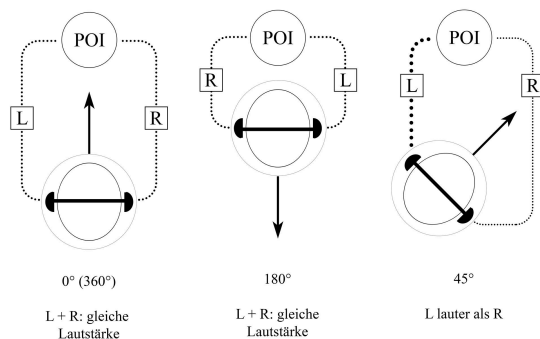 POI
L
R
0° (360°)
L + R: gleiche
Lautstärke
POI
R
L
180°
L + R: gleiche
Lautstärke
POI
L
R
45°
L lauter als R